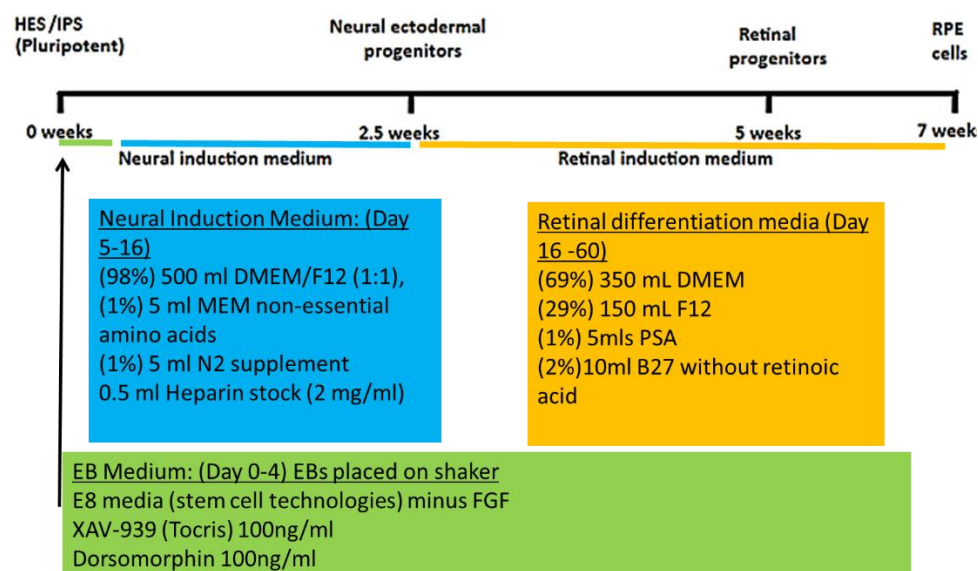 HES/IPS
(Pluripotent)
Neural ectodermal
progenitors
Retinal
progenitors
RPE
cells
0 weeks
2.5 weeks
5 weeks
7 week
Neural induction medium
Retinal induction medium
Neural Induction Medium: (Day
5-16)
(98%) 500 ml DMEM/F12 (1:1),
(1%) 5 ml MEM non-essential
amino acids
(1%) 5 ml N2 supplement
0.5 ml Heparin stock (2 mg/ml)
Retinal differentiation media (Day
16 -60)
(69%) 350 mL DMEM
(29%) 150 mL F12
(1%) 5mls PSA
(2%)10ml B27 without retinoic
acid
EB Medium: (Day 0-4) EBs placed on shaker
E8 media (stem cell technologies) minus FGF
XAV-939 (Tocris) 100ng/ml
Dorsomorphin 100ng/ml